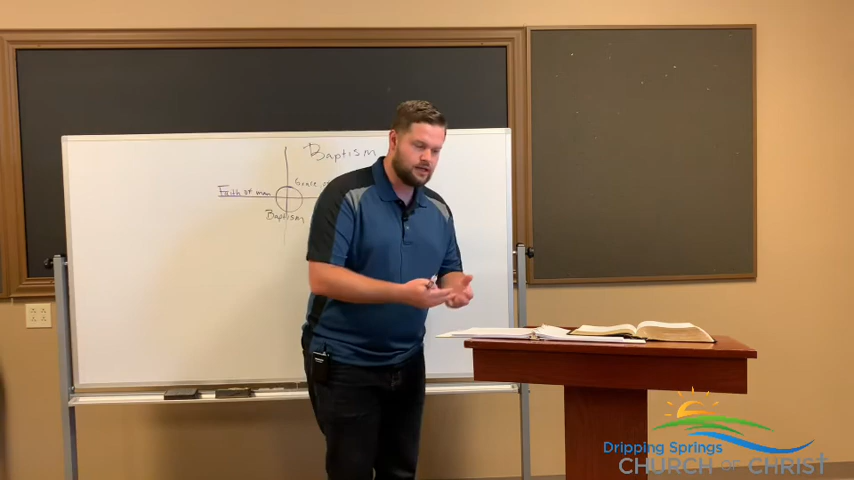 Baptism
Grace
Faith of man
Baptism
Dripping Springs
CHURCH OF CHRIST